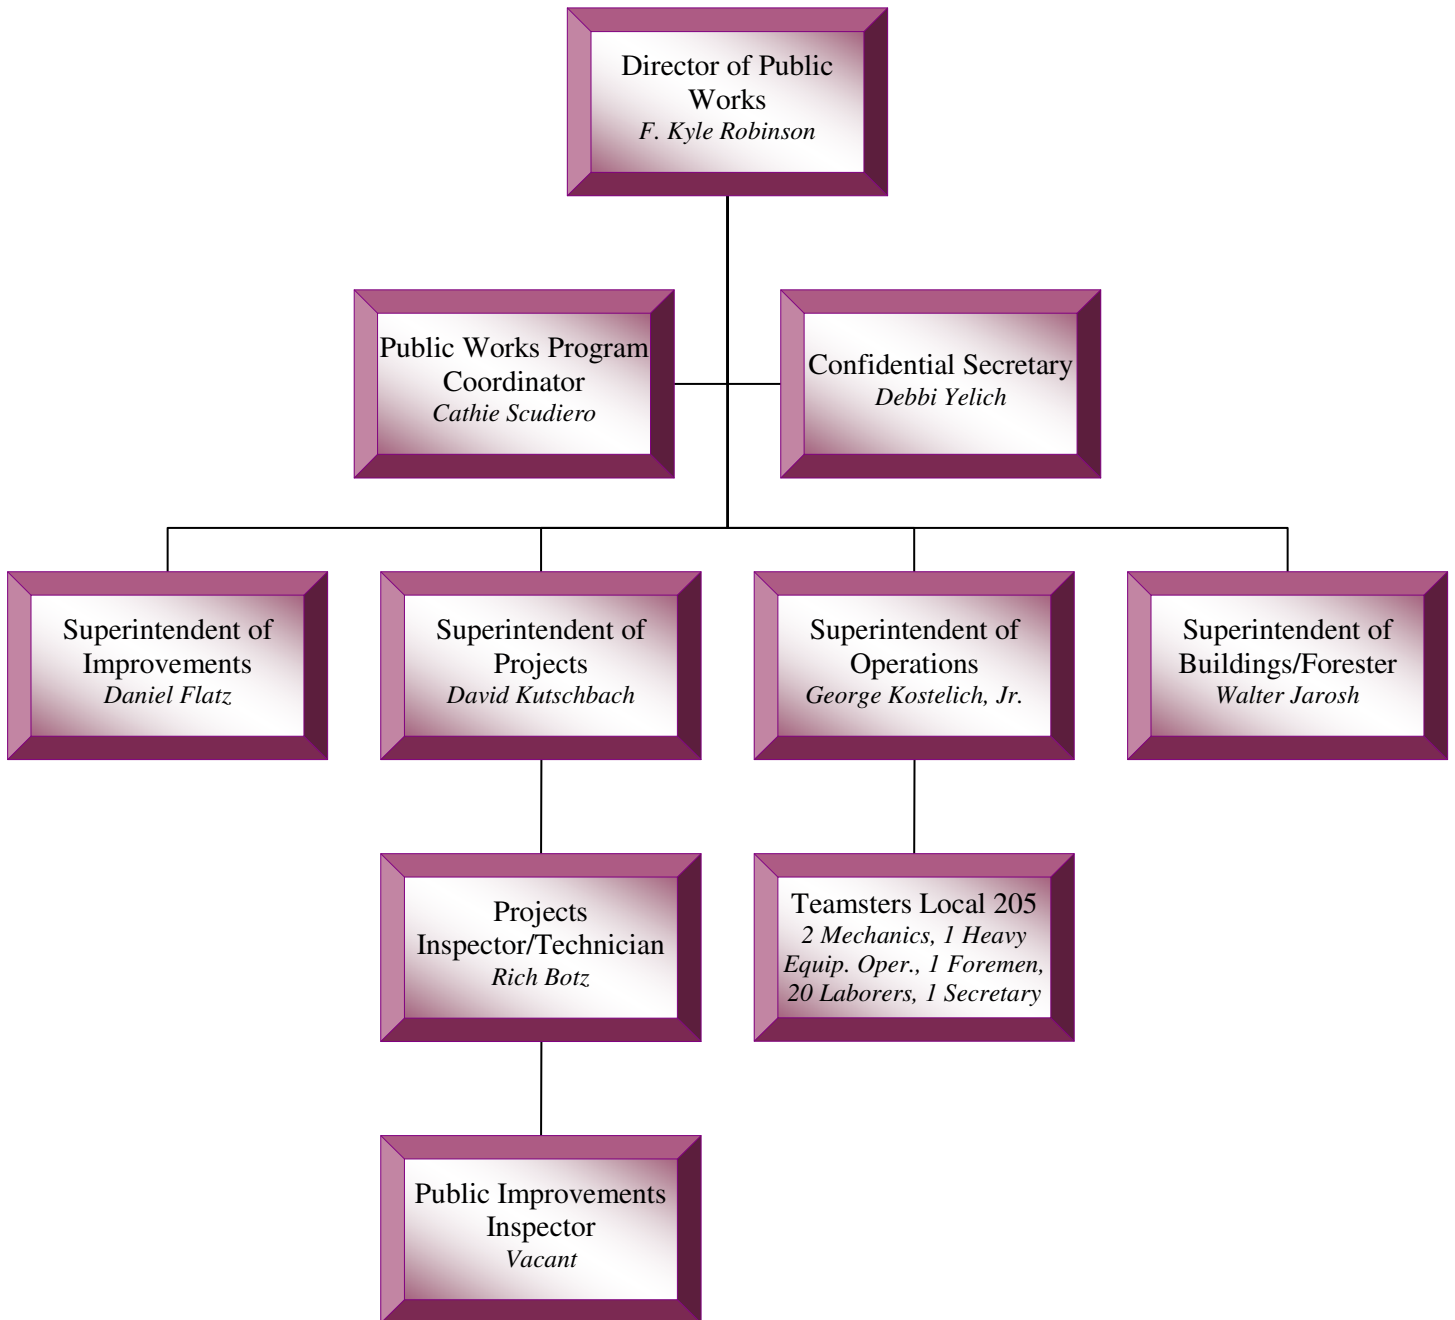 Director of Public
Works
F. Kyle Robinson
Public Works Program
Coordinator
Cathie Scudiero
Confidential Secretary
Debbi Yelich
Superintendent of
Improvements
Daniel Flatz
Superintendent of
Projects
David Kutschbach
Superintendent of
Operations
George Kostelich, Jr.
Superintendent of
Buildings/Forester
Walter Jarosh
Projects
Inspector/Technician
Rich Botz
Teamsters Local 205
2 Mechanics, 1 Heavy
Equip. Oper., 1 Foremen,
20 Laborers, 1 Secretary
Public Improvements
Inspector
Vacant